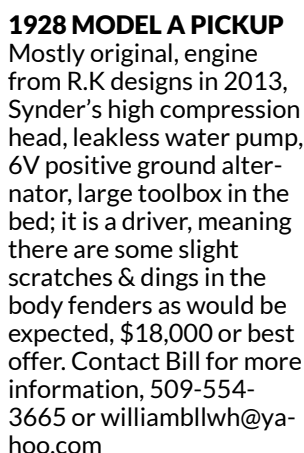 1928 MODEL A PICKUP
Mostly original, engine
from R.K designs in 2013,
Synder’s high compression
head, leakless water pump,
6V positive ground alter-
nator, large toolbox in the
bed; it is a driver, meaning
there are some slight
scratches & dings in the
body fenders as would be
expected, $18,000 or best
offer. Contact Bill for more
information, 509-554-
3665 or williambllwh@ya-
hoo.com